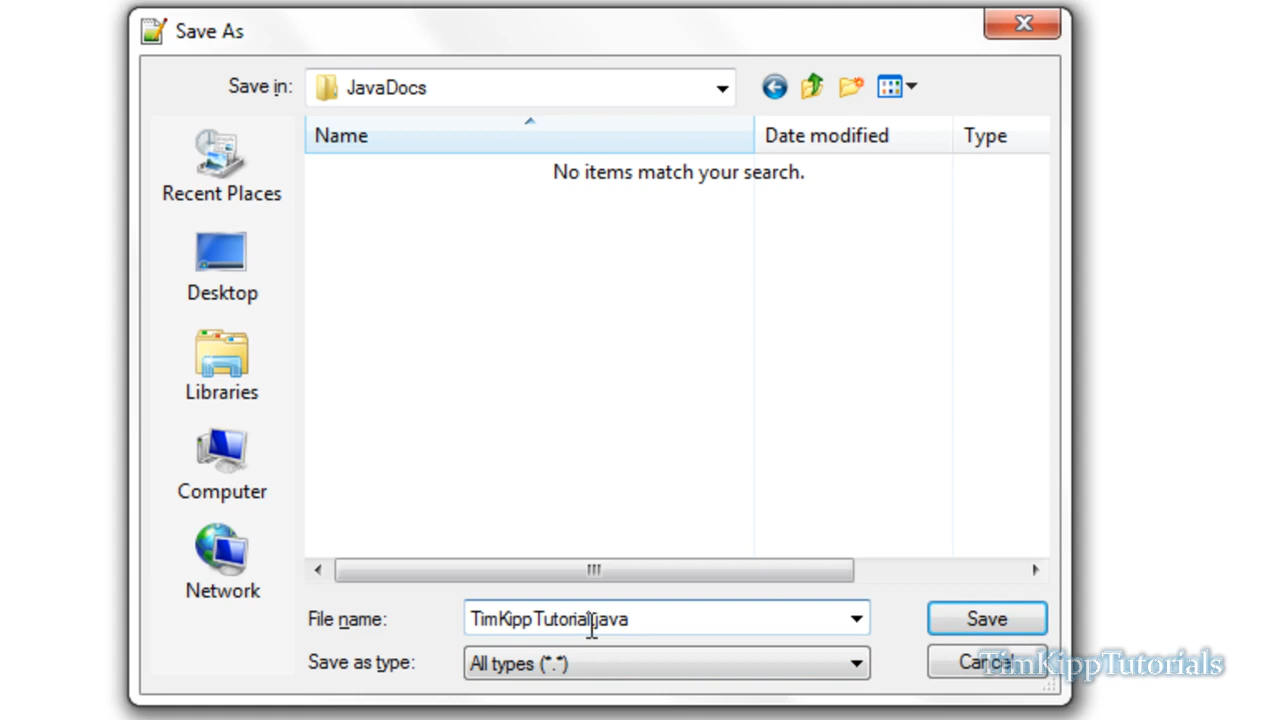 Save As
Save in:
JavaDocs
Name
Date modified
Type
No items match your search.
Recent Places
Desktop
Libraries
Computer
Network
File name:
TimKippTutorial.java
Save
Save as type:
All types (*.*)
Cancel
TimKippTutorials